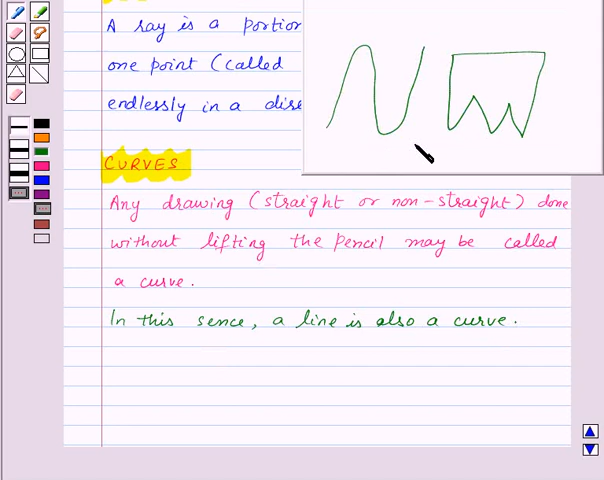 A ray is a portion
one point (called
endlessly in a dire
CURVES
Any drawing (straight or non-straight) done
without lifting the pencil may be called
a curve.
In this sence, a line is also a curve.